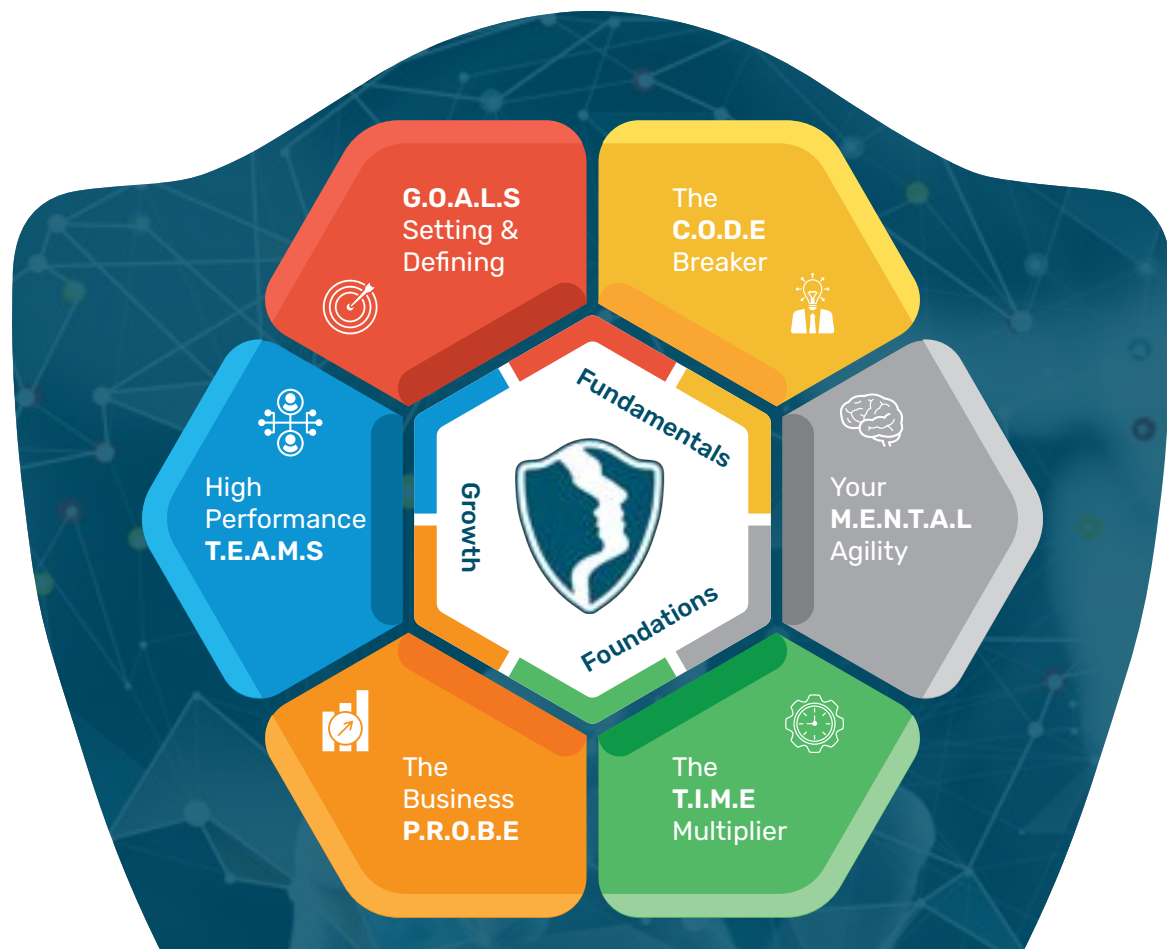 G.O.A.L.S
Setting &
Defining
The
C.O.D.E
Breaker
High
Performance
T.E.A.M.S
Fundamentals
Growth
Foundations
Your
M.E.N.T.A.L
Agility
The
Business
P.R.O.B.E
The
T.I.M.E
Multiplier